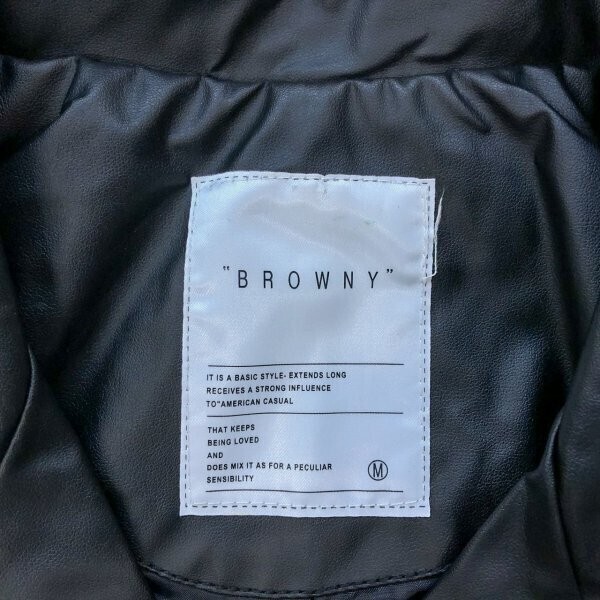 "BROWNY"
IT IS A BASIC STYLE- EXTENDS LONG
RECEIVES A STRONG INFLUENCE
TO"AMERICAN CASUAL
THAT KEEPS
BEING LOVED
AND
DOES MIX IT AS FOR A PECULIAR
SENSIBILITY
M